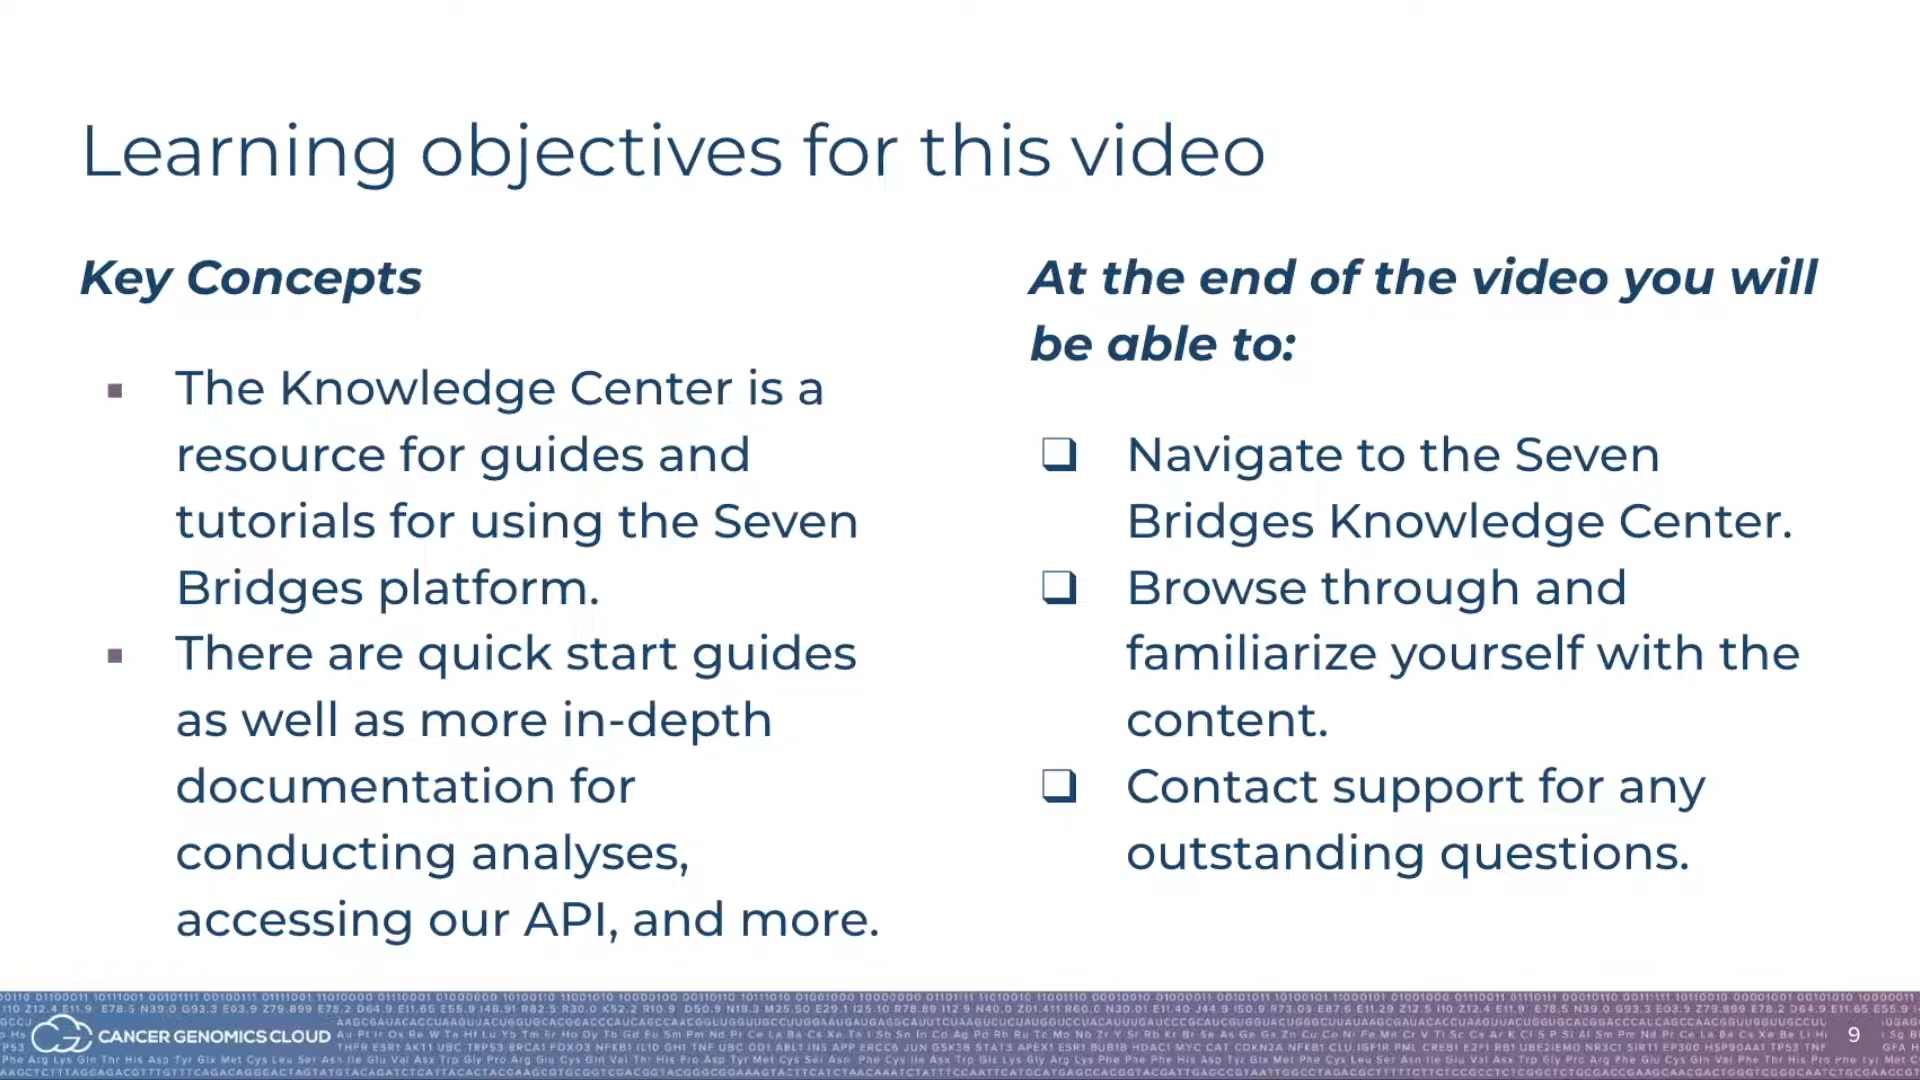 Learning objectives for this video
Key Concepts
▪ The Knowledge Center is a
resource for guides and
tutorials for using the Seven
Bridges platform.
▪ There are quick start guides
as well as more in-depth
documentation for
conducting analyses,
accessing our API, and more.
At the end of the video you will
be able to:
❏ Navigate to the Seven
Bridges Knowledge Center.
❏ Browse through and
familiarize yourself with the
content.
❏ Contact support for any
outstanding questions.
CANCER GENOMICS CLOUD
9